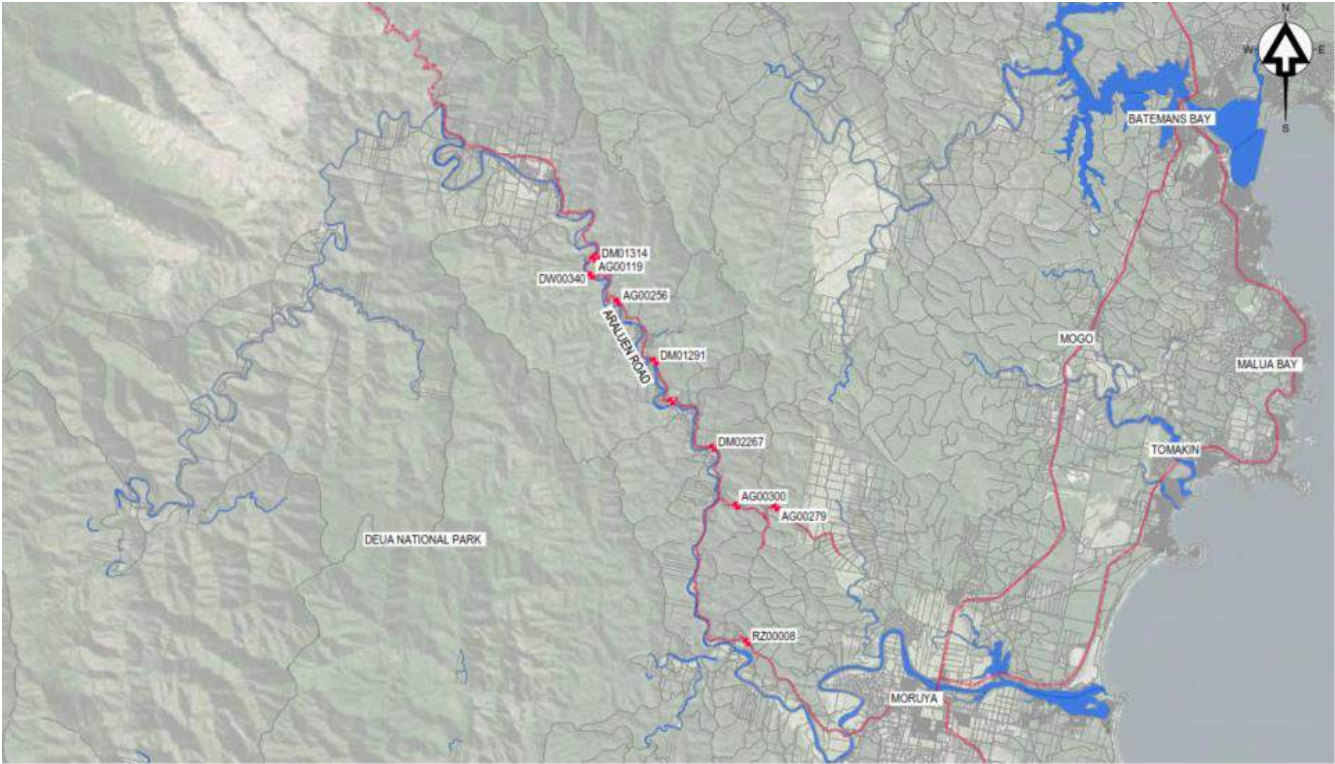 N
W
E
S
BATEMANS BAY
DM01314
AG00119
DW00340
AG00256
ARALUEN ROAD
MOGO
DM01291
MALUA BAY
DM02267
TOMAKIN
AG00300
AG00279
DEUA NATIONAL PARK
RZ00008
MORUYA